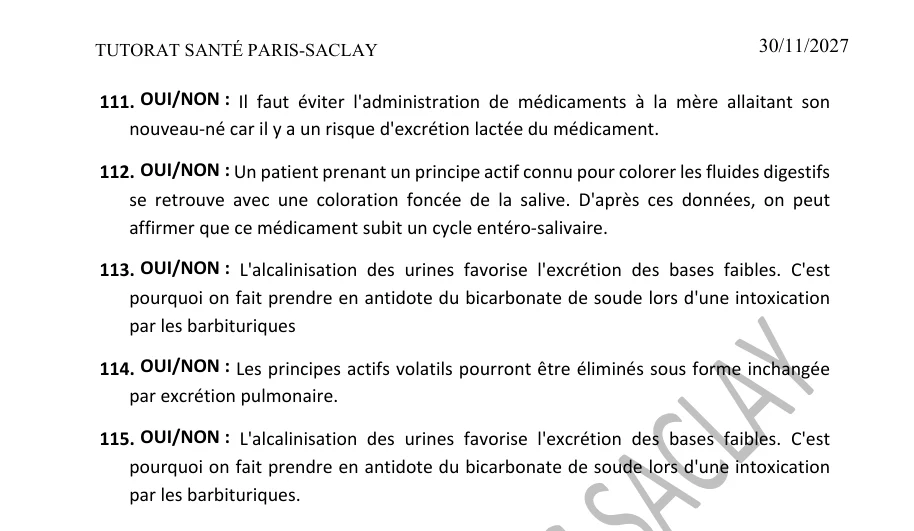 TUTORAT SANTÉ PARIS-SACLAY
30/11/2027
111. OUI/NON : Il faut éviter l'administration de médicaments à la mère allaitant son
nouveau-né car il y a un risque d'excrétion lactée du médicament.
112. OUI/NON : Un patient prenant un principe actif connu pour colorer les fluides digestifs
se retrouve avec une coloration foncée de la salive. D'après ces données, on peut
affirmer que ce médicament subit un cycle entéro-salivaire.
113. OUI/NON : L'alcalinisation des urines favorise l'excrétion des bases faibles. C'est
pourquoi on fait prendre en antidote du bicarbonate de soude lors d'une intoxication
par les barbituriques
114. OUI/NON : Les principes actifs volatils pourront être éliminés sous forme inchangée
par excrétion pulmonaire.
115. OUI/NON : L'alcalinisation des urines favorise l'excrétion des bases faibles. C'est
pourquoi on fait prendre en antidote du bicarbonate de soude lors d'une intoxication
par les barbituriques.
SACLAY